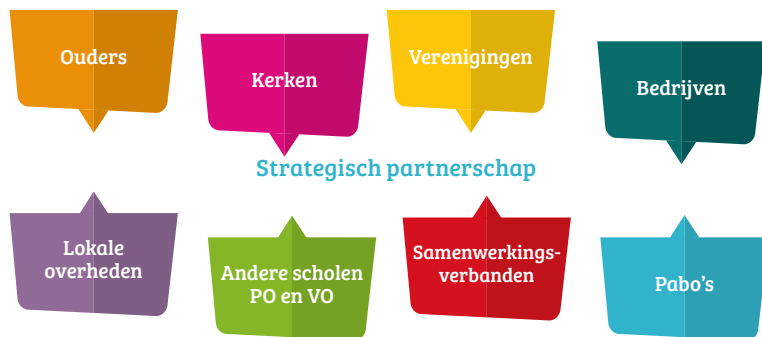 Ouders
Kerken
Verenigingen
Bedrijven
Strategisch partnerschap
Lokale
overheden
Andere scholen
PO en VO
Samenwerkings-
verbanden
Pabo's